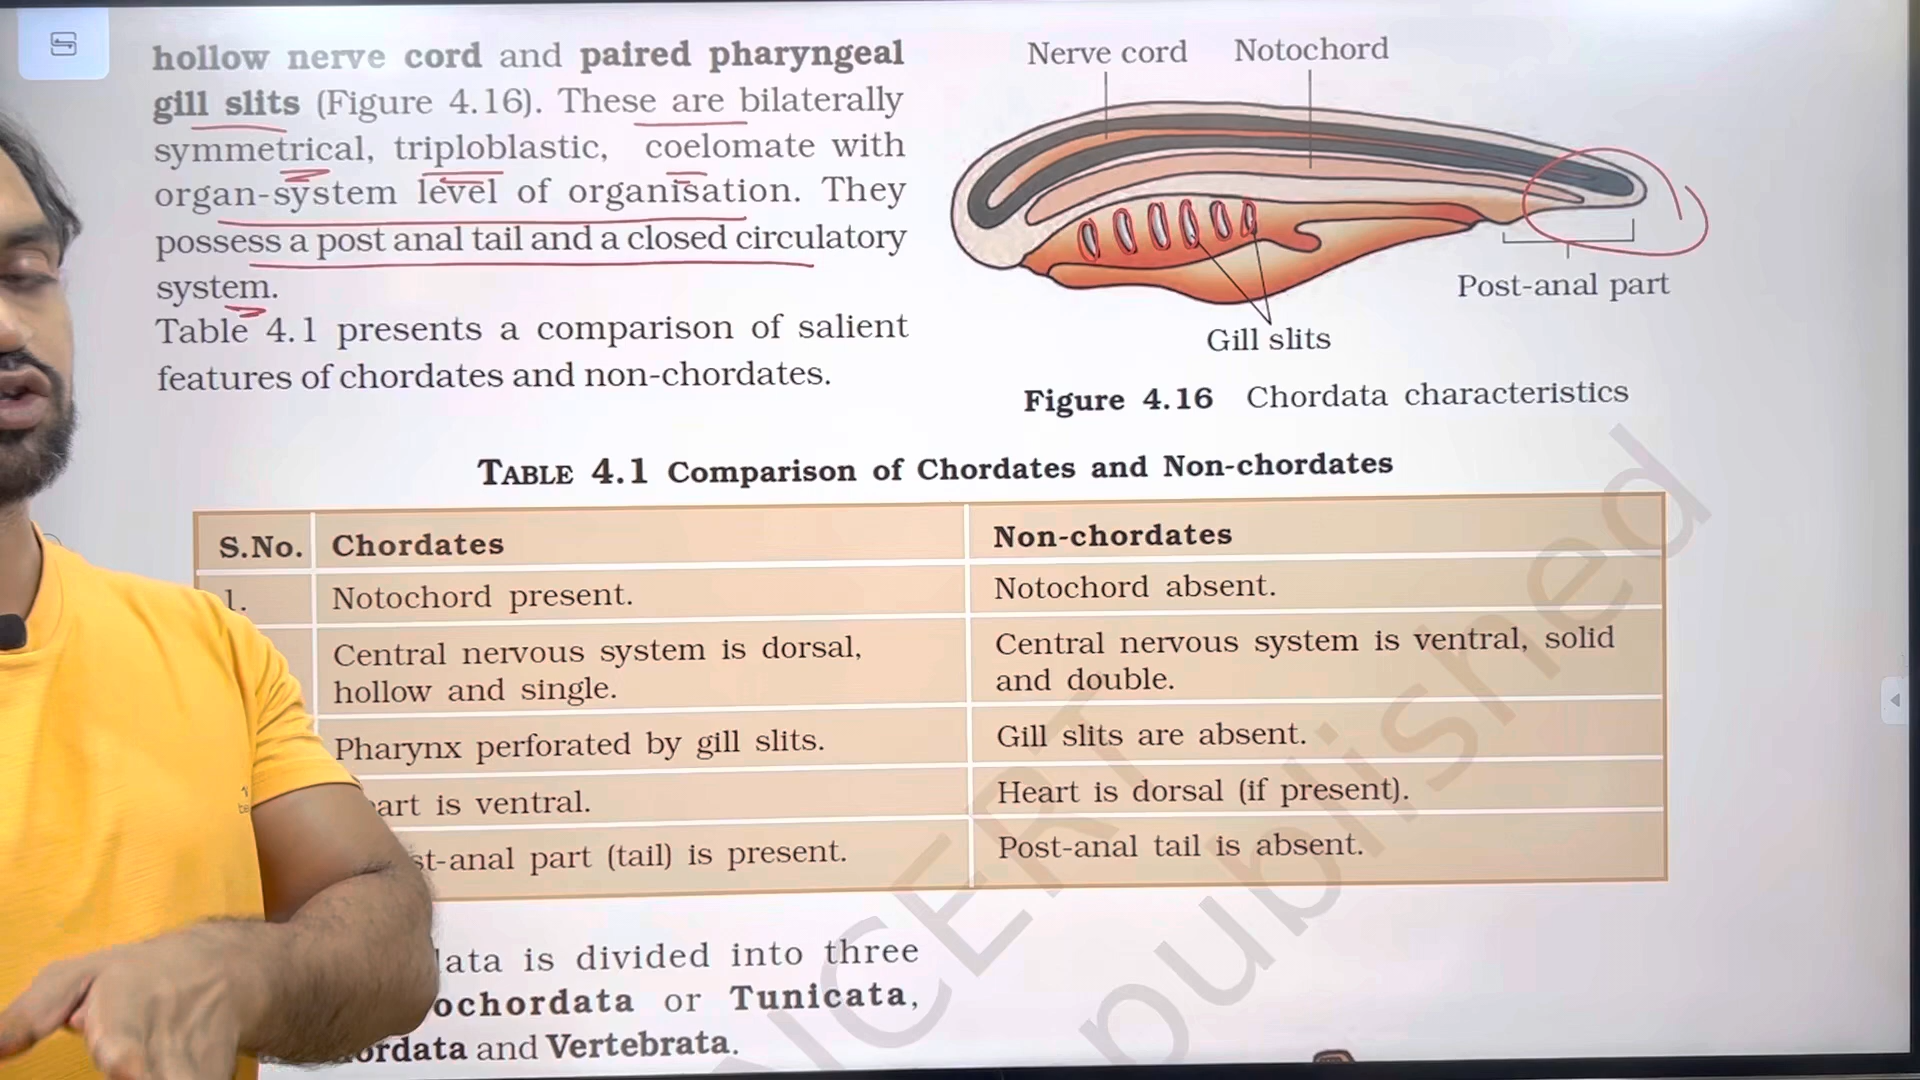 hollow nerve cord and paired pharyngeal
gill slits (Figure 4.16). These are bilaterally
symmetrical, triploblastic, coelomate with
organ-system level of organisation. They
possess a post anal tail and a closed circulatory
system.
Table 4.1 presents a comparison of salient
features of chordates and non-chordates.
Nerve cord Notochord
Post-anal part
Gill slits
Figure 4.16 Chordata characteristics
TABLE 4.1 Comparison of Chordates and Non-chordates
S.No. Chordates Non-chordates
1. Notochord present. Notochord absent.
Central nervous system is dorsal, hollow and single. Central nervous system is ventral, solid and double.
Pharynx perforated by gill slits. Gill slits are absent.
art is ventral. Heart is dorsal (if present).
st-anal part (tail) is present. Post-anal tail is absent.
ata is divided into three
ochordata or Tunicata,
ordata and Vertebrata.
NCERT
published